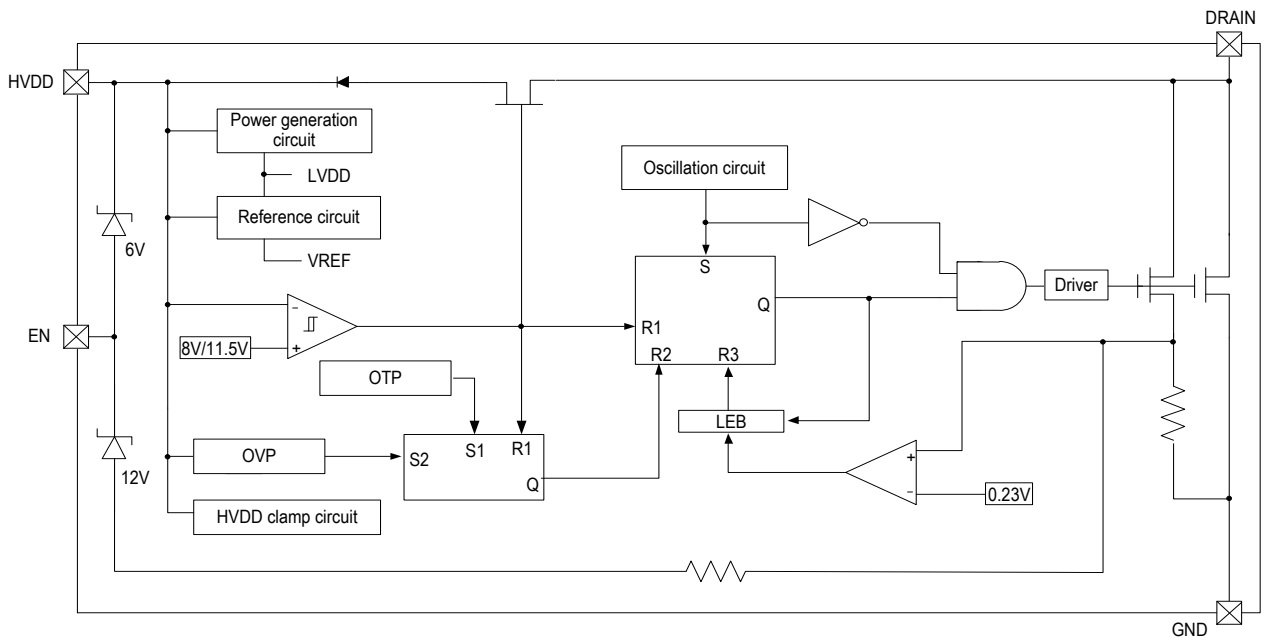 DRAIN
HVDD
Power generation
circuit
LVDD
Oscillation circuit
Reference circuit
6V
VREF
S
Q
Driver
EN
R1
8V/11.5V
-
+
R2
R3
OTP
LEB
12V
OVP
S2
S1
R1
Q
+
-
0.23V
HVDD clamp circuit
GND